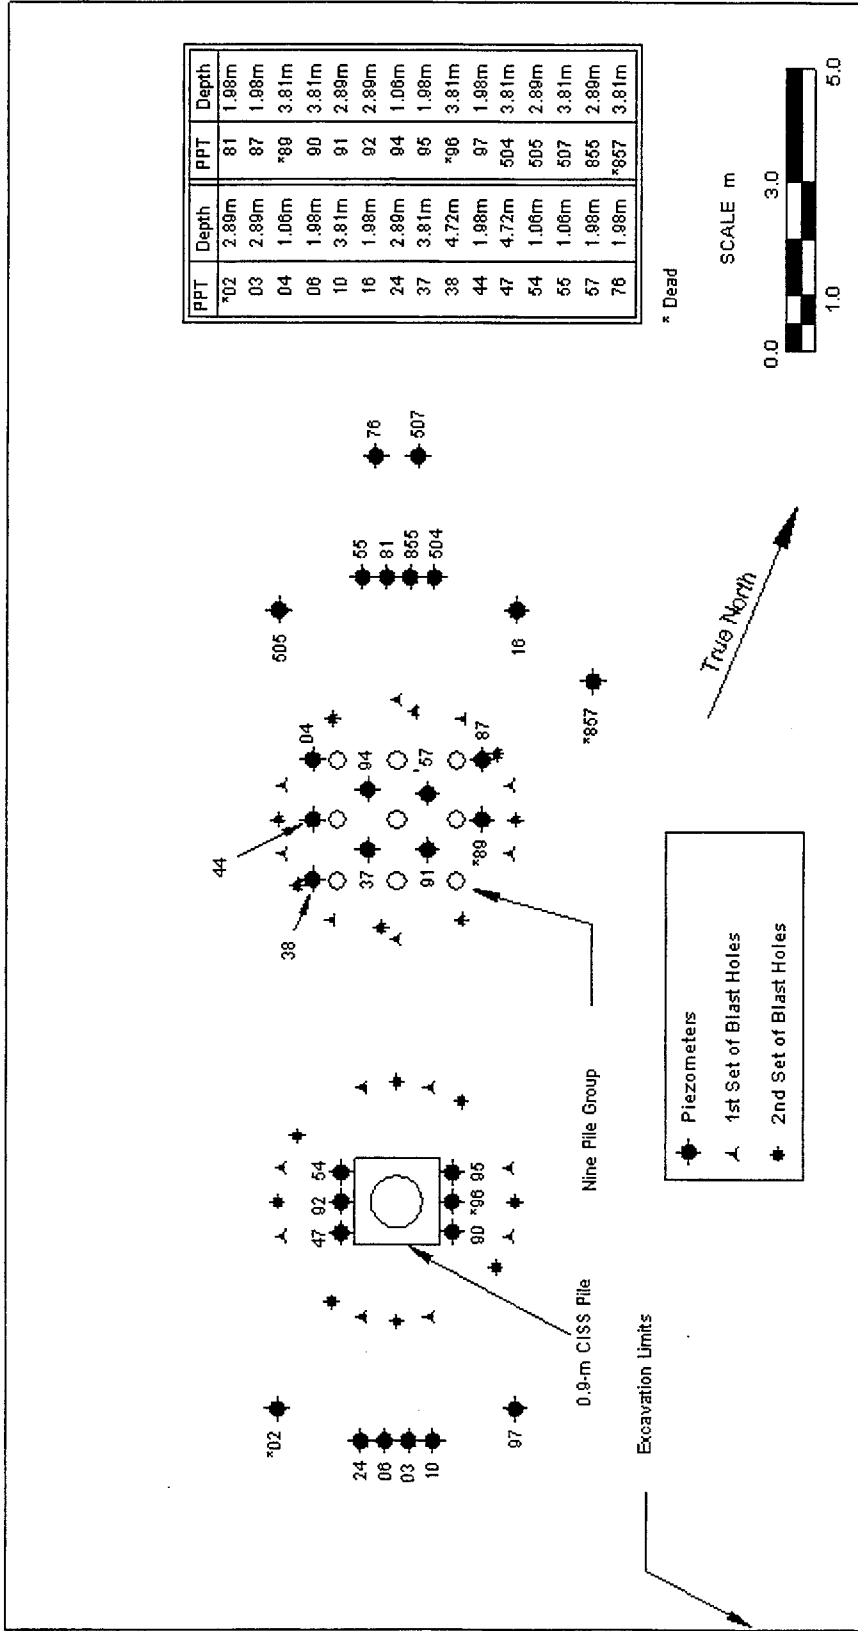 PPT Depth PPT Depth
*02 2.89m 81 1.98m
03 2.89m 87 1.98m
04 1.06m *89 3.81m
06 1.98m 90 3.81m
10 3.81m 91 2.89m
16 1.98m 92 2.89m
24 2.89m 94 1.06m
37 3.81m 95 1.98m
38 4.72m *96 3.81m
44 1.98m 97 1.98m
47 4.72m 504 3.81m
54 1.06m 505 2.89m
55 1.06m 507 3.81m
57 1.98m 855 2.89m
76 1.98m *857 3.81m
* Dead
SCALE m
0.0 3.0
1.0 5.0
*02
24
06
03
10
97
47 92 54
90 *96 95
0.9-m CISS Pile
Excavation Limits
Nine Pile Group
44
38
04
37 94
91 '57
*89 87
505
55
81
855
504
16
*857
76
507
True North
Piezometers
1st Set of Blast Holes
2nd Set of Blast Holes